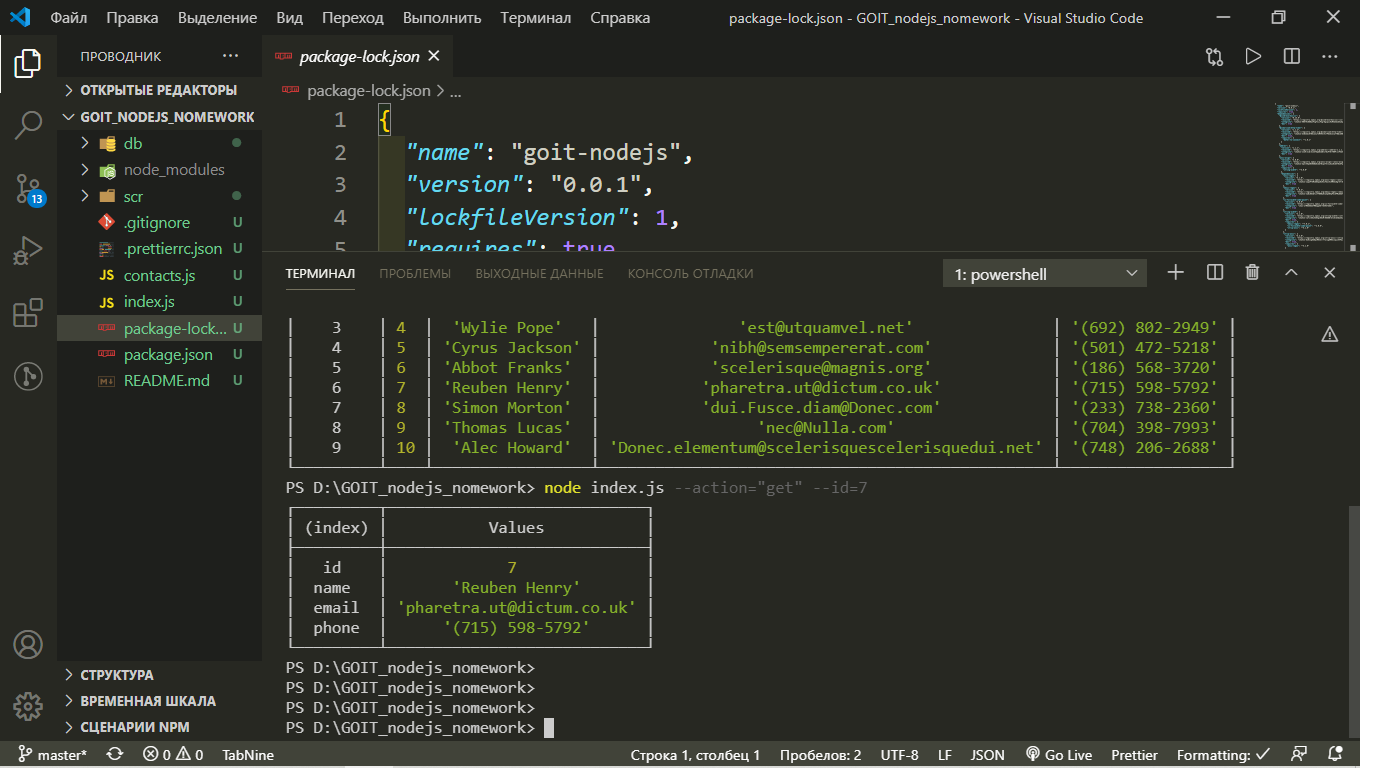 Файл Правка Выделение Вид Переход Выполнить Терминал Справка package-lock.json - GOIT_nodejs_nomework - Visual Studio Code
ПРОВОДНИК
ОТКРЫТЫЕ РЕДАКТОРЫ
GOIT_NODEJS_NOMEWORK
db
node_modules
scr
.gitignore U
.prettierrc.json U
JS contacts.js U
JS index.js U
package-lock... U
package.json U
README.md U
13
СТРУКТУРА
ВРЕМЕННАЯ ШКАЛА
СЦЕНАРИИ NPM
package-lock.json
package-lock.json > ...
1 {
2 "name": "goit-nodejs",
3 "version": "0.0.1",
4 "lockfileVersion": 1,
5 "requires": true
ТЕРМИНАЛ ПРОБЛЕМЫ ВЫХОДНЫЕ ДАННЫЕ КОНСОЛЬ ОТЛАДКИ 1: powershell
3 4 'Wylie Pope' 'est@utquamvel.net' '(692) 802-2949'
4 5 'Cyrus Jackson' 'nibh@semsempererat.com' '(501) 472-5218'
5 6 'Abbot Franks' 'scelerisque@magnis.org' '(186) 568-3720'
6 7 'Reuben Henry' 'pharetra.ut@dictum.co.uk' '(715) 598-5792'
7 8 'Simon Morton' 'dui.Fusce.diam@Donec.com' '(233) 738-2360'
8 9 'Thomas Lucas' 'nec@Nulla.com' '(704) 398-7993'
9 10 'Alec Howard' 'Donec.elementum@scelerisquescelerisquedui.net' '(748) 206-2688'
PS D:\GOIT_nodejs_nomework> node index.js --action="get" --id=7
(index) Values
id 7
name 'Reuben Henry'
email 'pharetra.ut@dictum.co.uk'
phone '(715) 598-5792'
PS D:\GOIT_nodejs_nomework>
PS D:\GOIT_nodejs_nomework>
PS D:\GOIT_nodejs_nomework>
PS D:\GOIT_nodejs_nomework>
master* 0 0 TabNine Строка 1, столбец 1 Пробелов: 2 UTF-8 LF JSON Go Live Prettier Formatting: ✓